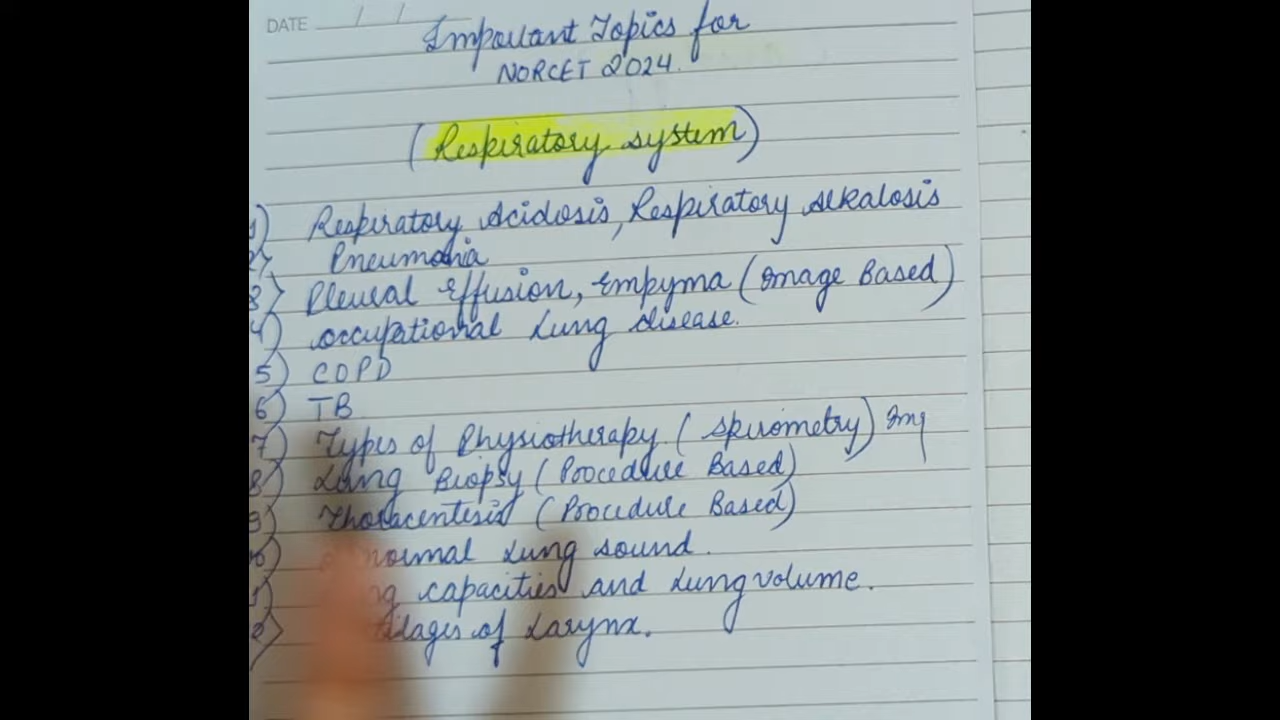 DATE / /
Important Topics for
NORCET 2024.
(Respiratory system)
1) Respiratory Acidosis, Respiratory Alkalosis
2) Pneumonia
3) Pleural Effusion, Empyma (Image Based)
4) occupational Lung disease.
5) COPD
6) TB
7) Types of Physiotherapy (Spirometry) Img
8) Lung Biopsy (Procedure Based)
9) Thoracentesis (Procedure Based)
normal Lung sound.
capacities and Lung volume.
of Larynx.